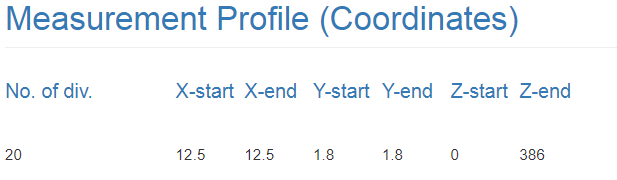 Measurement Profile (Coordinates)
No. of div. X-start X-end Y-start Y-end Z-start Z-end
20 12.5 12.5 1.8 1.8 0 386